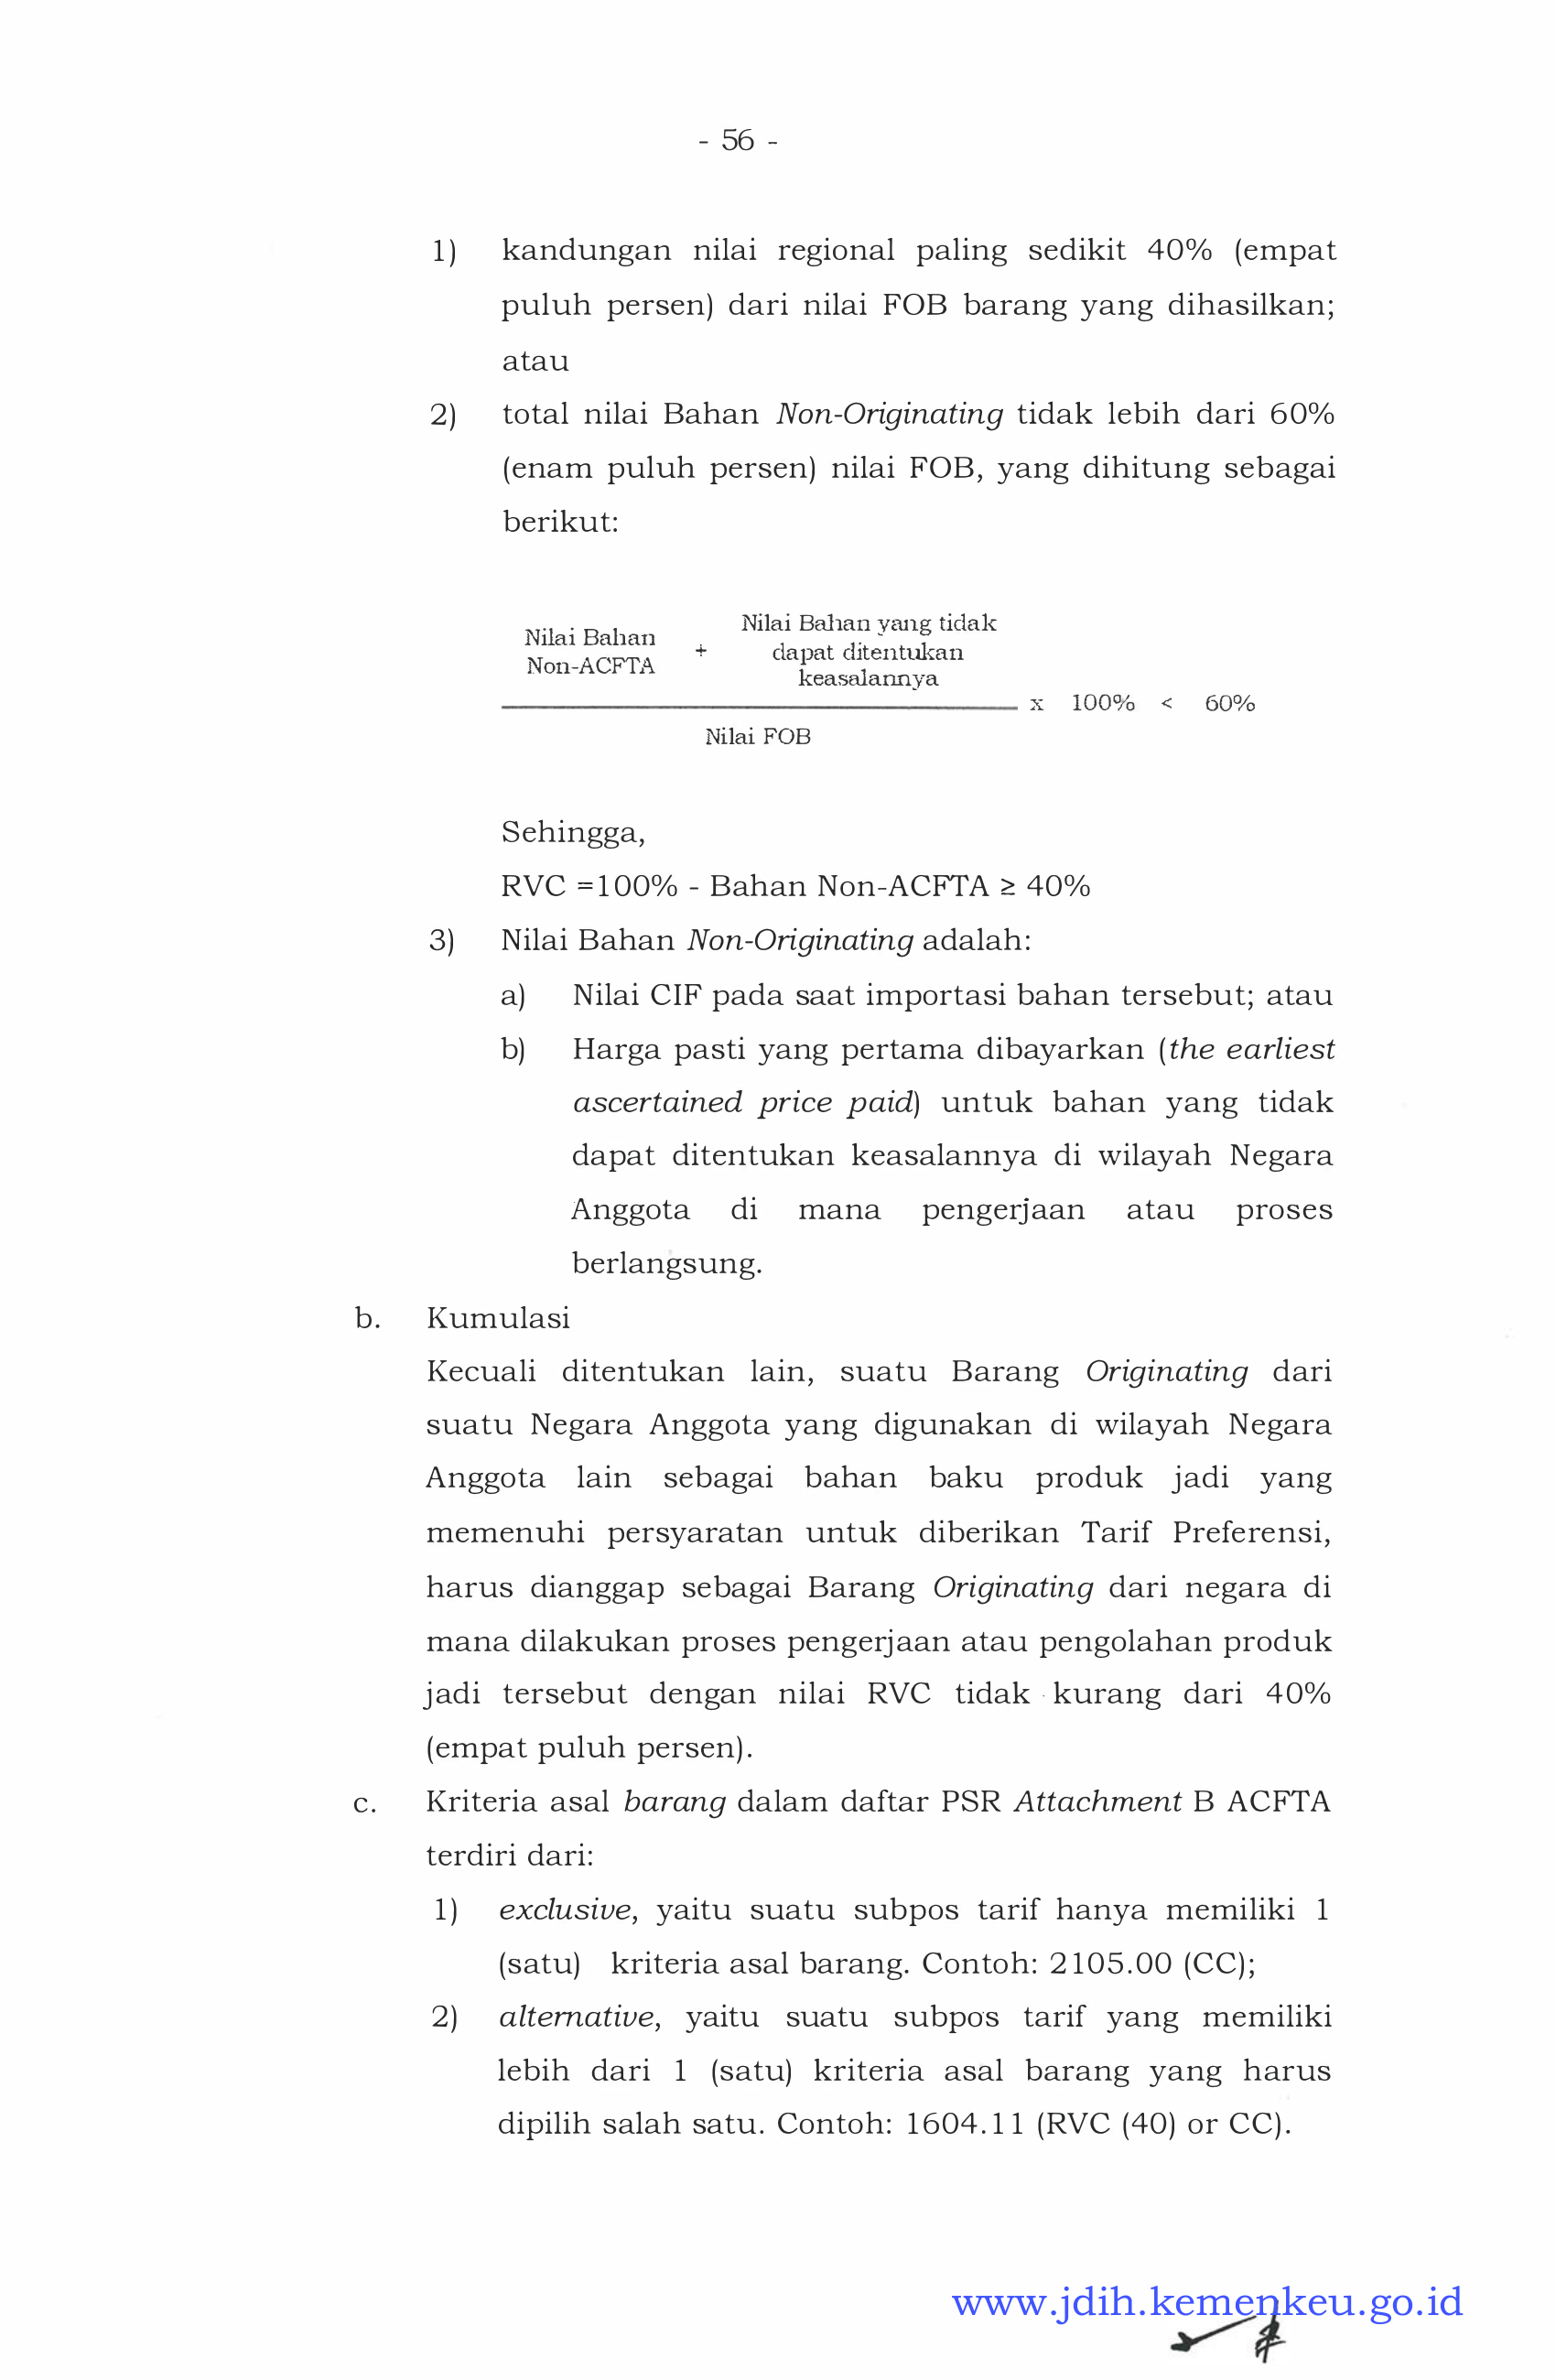 - 56 -
1) kandungan nilai regional paling sedikit 40% (empat
puluh persen) dari nilai FOB barang yang dihasilkan;
atau
2) total nilai Bahan Non-Originating tidak lebih dari 60%
(enam puluh persen) nilai FOB, yang dihitung sebagai
berikut:
Nilai Bahan Non-ACFTA + Nilai Bahan yang tidak
dapat ditentukan
keasalannya
x 100% < 60%
Nilai FOB
Sehingga,
RVC =100% - Bahan Non-ACFTA ≥ 40%
3) Nilai Bahan Non-Originating adalah:
a) Nilai CIF pada saat importasi bahan tersebut; atau
b) Harga pasti yang pertama dibayarkan (the earliest
ascertained price paid) untuk bahan yang tidak
dapat ditentukan keasalannya di wilayah Negara
Anggota di mana pengerjaan atau proses
berlangsung.
b. Kumulasi
Kecuali ditentukan lain, suatu Barang Originating dari
suatu Negara Anggota yang digunakan di wilayah Negara
Anggota lain sebagai bahan baku produk jadi yang
memenuhi persyaratan untuk diberikan Tarif Preferensi,
harus dianggap sebagai Barang Originating dari negara di
mana dilakukan proses pengerjaan atau pengolahan produk
jadi tersebut dengan nilai RVC tidak kurang dari 40%
(empat puluh persen).
c. Kriteria asal barang dalam daftar PSR Attachment B ACFTA
terdiri dari:
1) exclusive, yaitu suatu subpos tarif hanya memiliki 1
(satu) kriteria asal barang. Contoh: 2105.00 (CC);
2) alternative, yaitu suatu subpos tarif yang memiliki
lebih dari 1 (satu) kriteria asal barang yang harus
dipilih salah satu. Contoh: 1604.11 (RVC (40) or CC).
www.jdih.kemenkeu.go.id